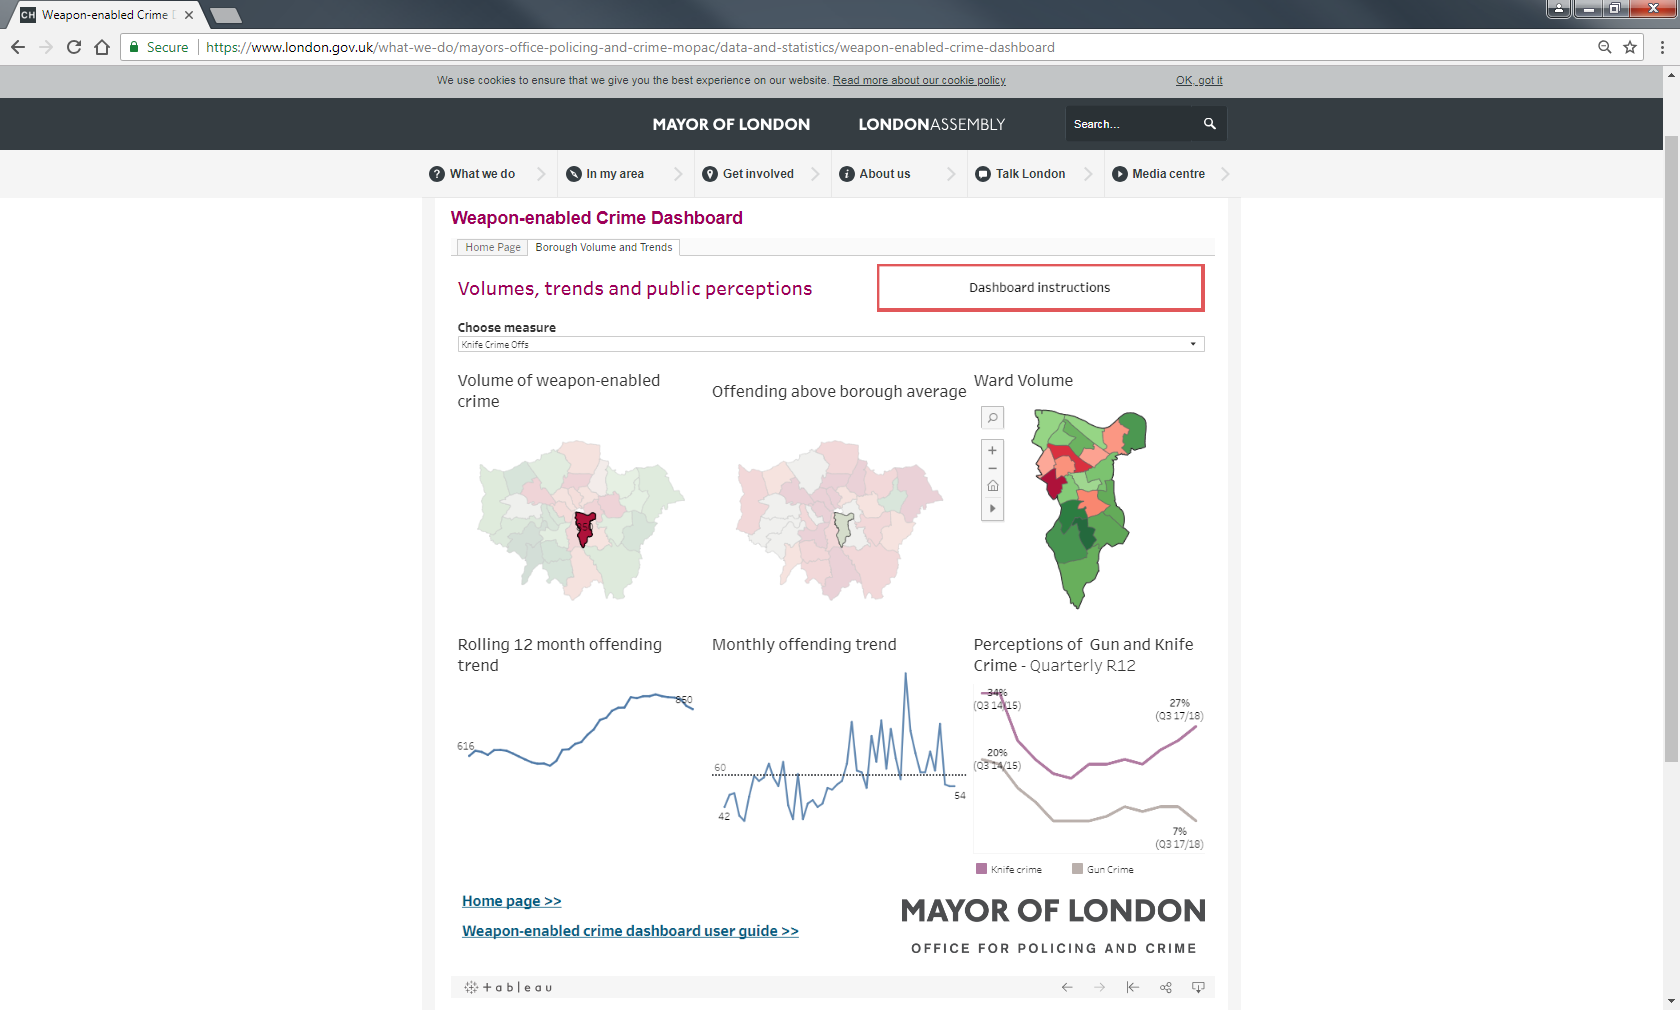 CH Weapon-enabled Crime D
Secure https://www.london.gov.uk/what-we-do/mayors-office-policing-and-crime-mopac/data-and-statistics/weapon-enabled-crime-dashboard
We use cookies to ensure that we give you the best experience on our website. Read more about our cookie policy OK, got it
MAYOR OF LONDON LONDONASSEMBLY Search...
What we do In my area Get involved About us Talk London Media centre
Weapon-enabled Crime Dashboard
Home Page Borough Volume and Trends
Volumes, trends and public perceptions
Dashboard instructions
Choose measure
Knife Crime Offs
Volume of weapon-enabled
crime
Offending above borough average
Ward Volume
Rolling 12 month offending
trend
616
850
Monthly offending trend
60
42
54
Perceptions of Gun and Knife
Crime - Quarterly R12
34%
(Q3 14/15)
27%
(Q3 17/18)
20%
(Q3 14/15)
7%
(Q3 17/18)
Knife crime Gun Crime
Home page >>
Weapon-enabled crime dashboard user guide >>
MAYOR OF LONDON
OFFICE FOR POLICING AND CRIME
+ableau